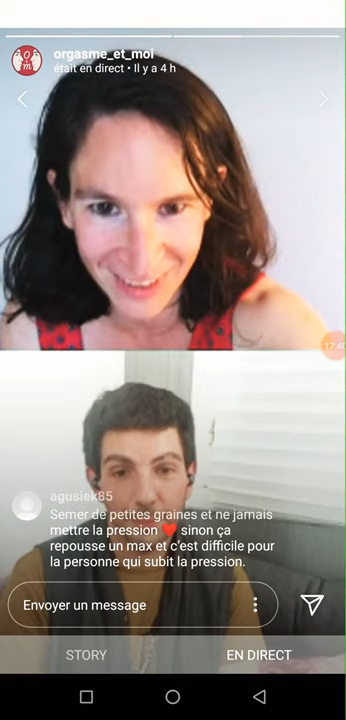 orgasme_et_moi
était en direct • Il y a 4 h
17:40
agusiek85
Semer de petites graines et ne jamais
mettre la pression ❤️ sinon ça
repousse un max et c'est difficile pour
la personne qui subit la pression.
Envoyer un message
STORY
EN DIRECT